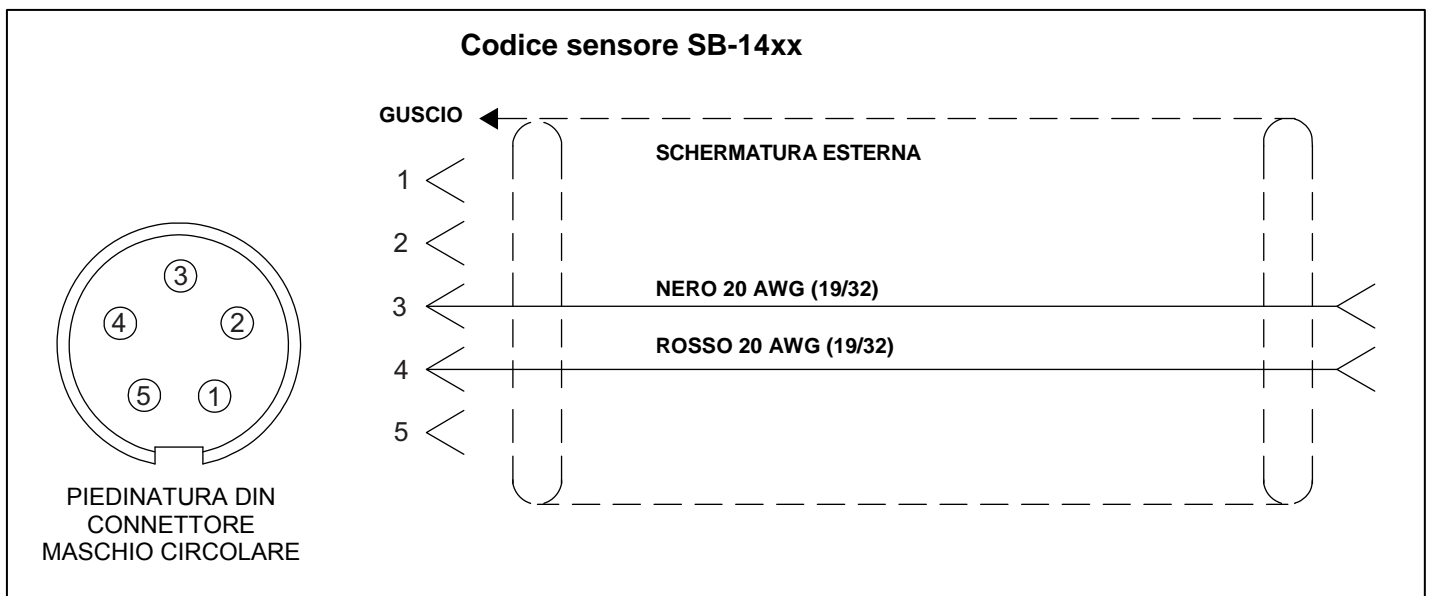 Codice sensore SB-14xx
GUSCIO
SCHERMATURA ESTERNA
1
2
3
NERO 20 AWG (19/32)
4
ROSSO 20 AWG (19/32)
5
3
4
2
5
1
PIEDINATURA DIN
CONNETTORE
MASCHIO CIRCOLARE